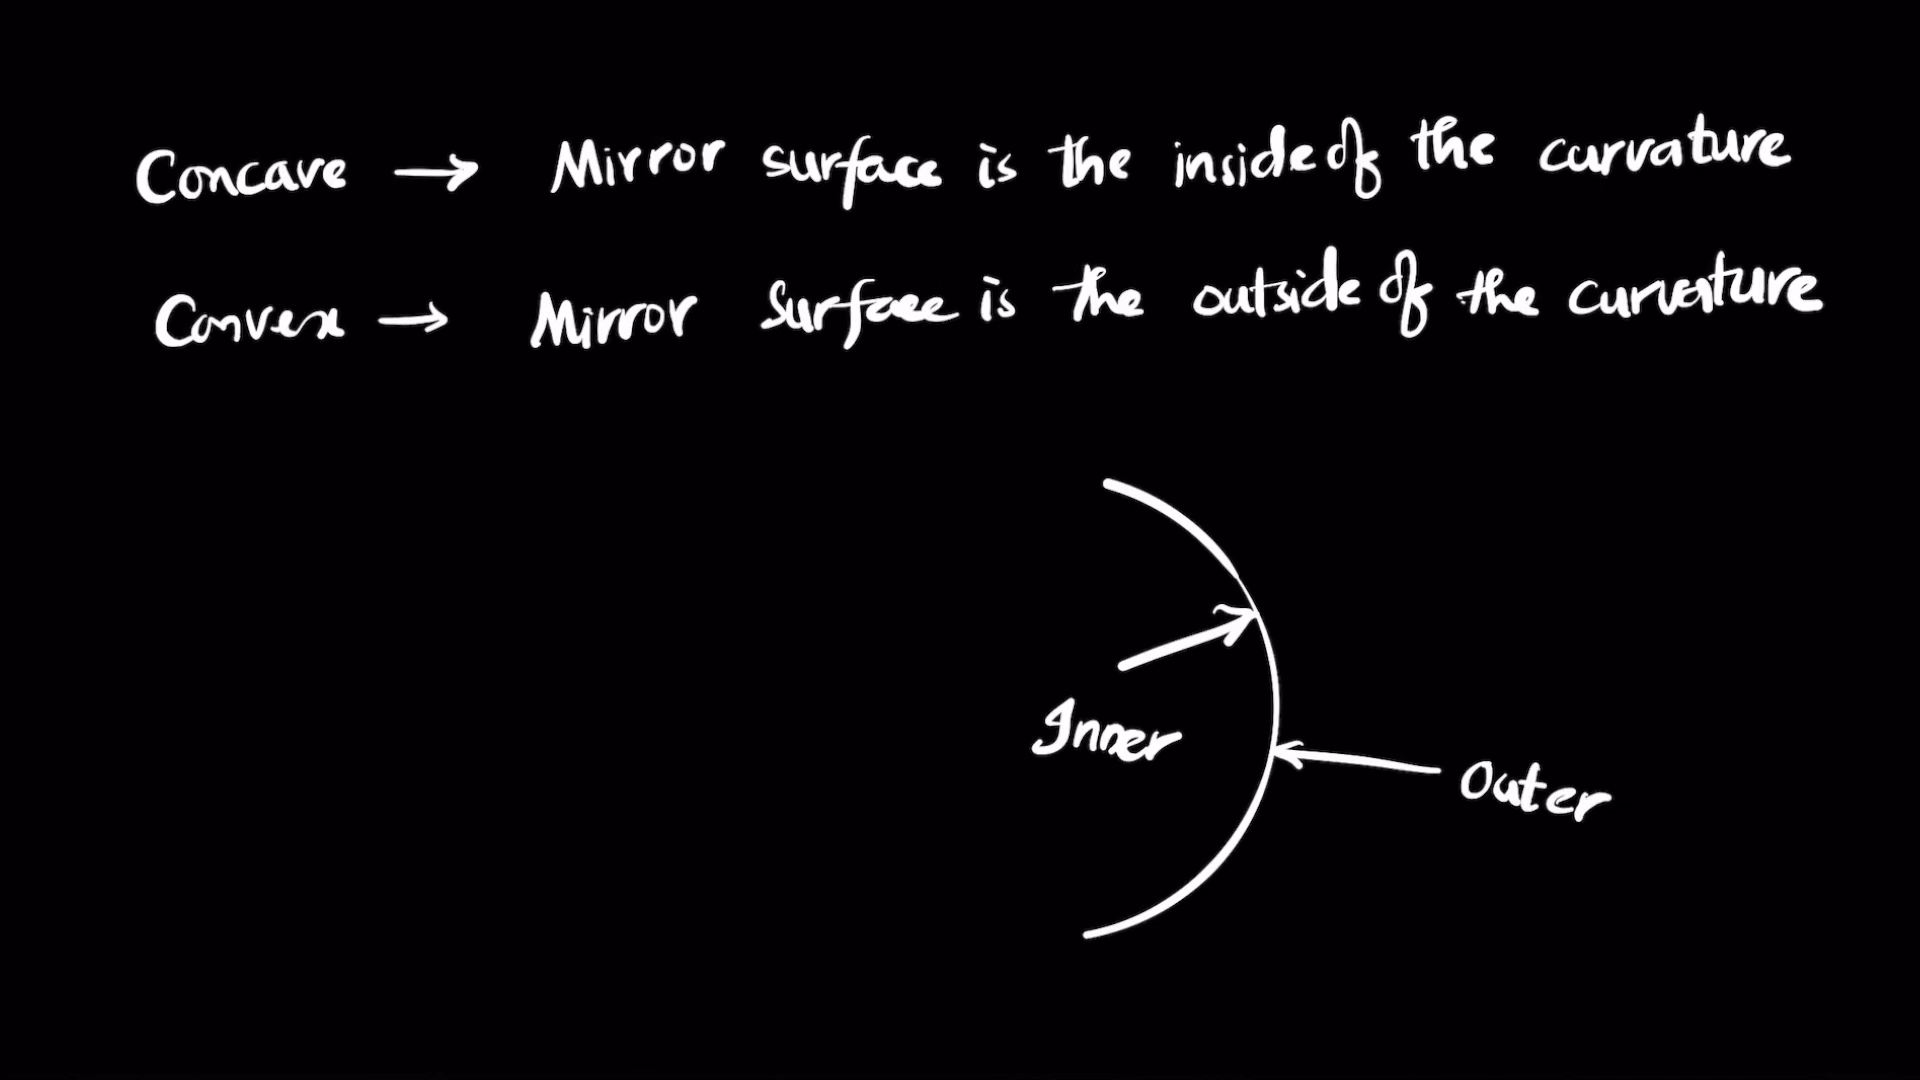 Concave → Mirror surface is the inside of the curvature
Convex → Mirror surface is the outside of the curvature
Inner
Outer